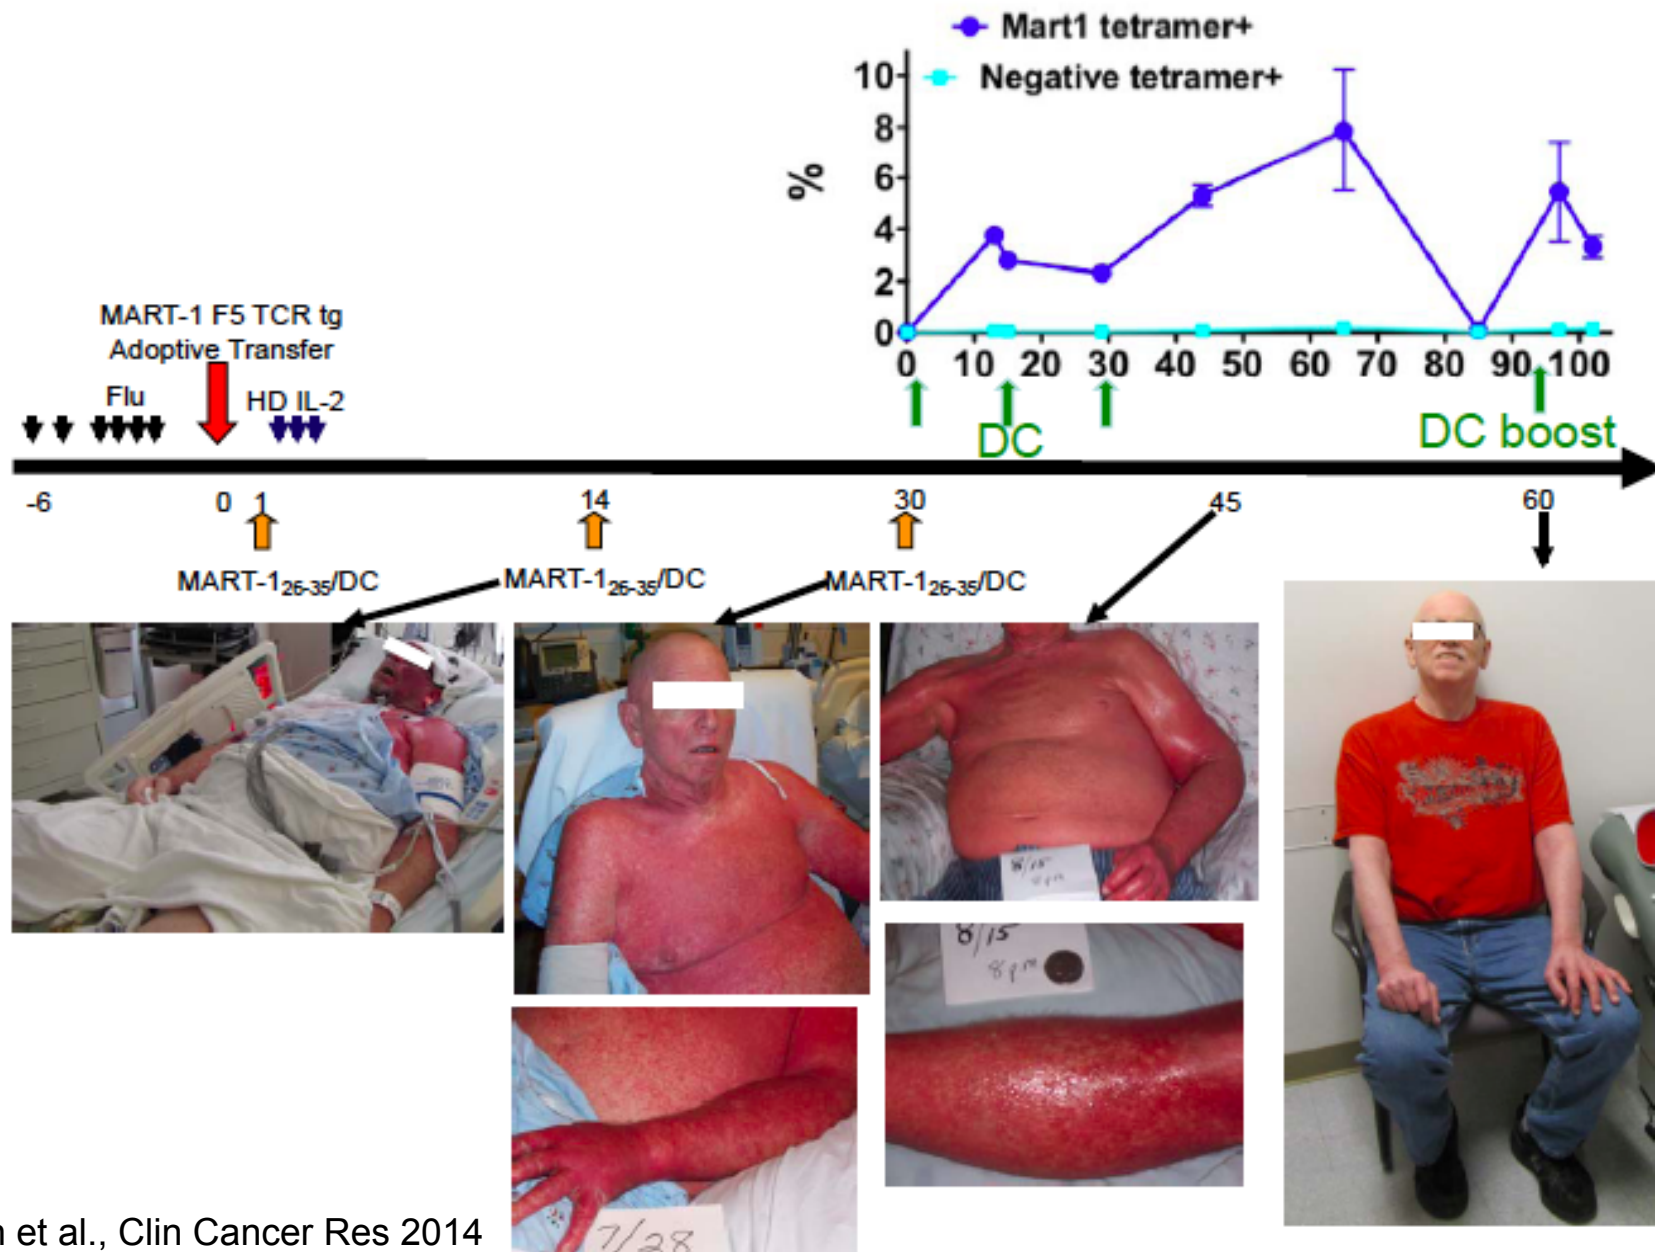 Mart1 tetramer+
Negative tetramer+
10
8
6
4
2
0
%
0 10 20 30 40 50 60 70 80 90 100
DC
DC boost
MART-1 F5 TCR tg
Adoptive Transfer
Flu
HD IL-2
-6 0 1 14 30 45 60
MART-1₂₆₋₃₅/DC MART-1₂₆₋₃₅/DC MART-1₂₆₋₃₅/DC
8/15
8pm
8/15
8pm
7/28
et al., Clin Cancer Res 2014